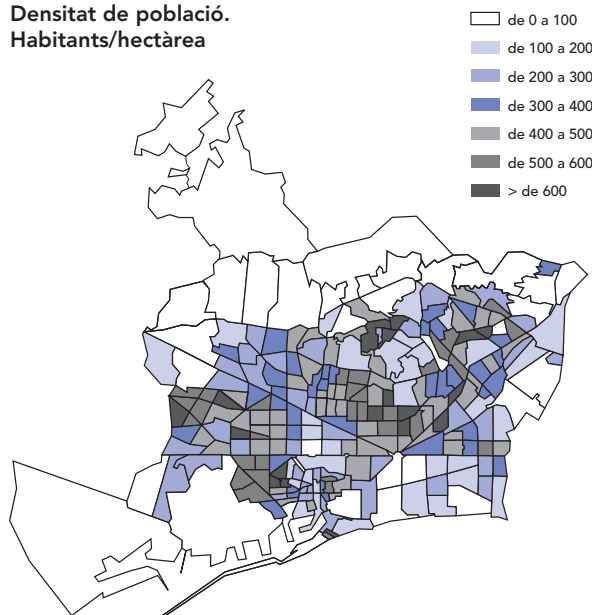 Densitat de població.
Habitants/hectàrea
de 0 a 100
de 100 a 200
de 200 a 300
de 300 a 400
de 400 a 500
de 500 a 600
> de 600